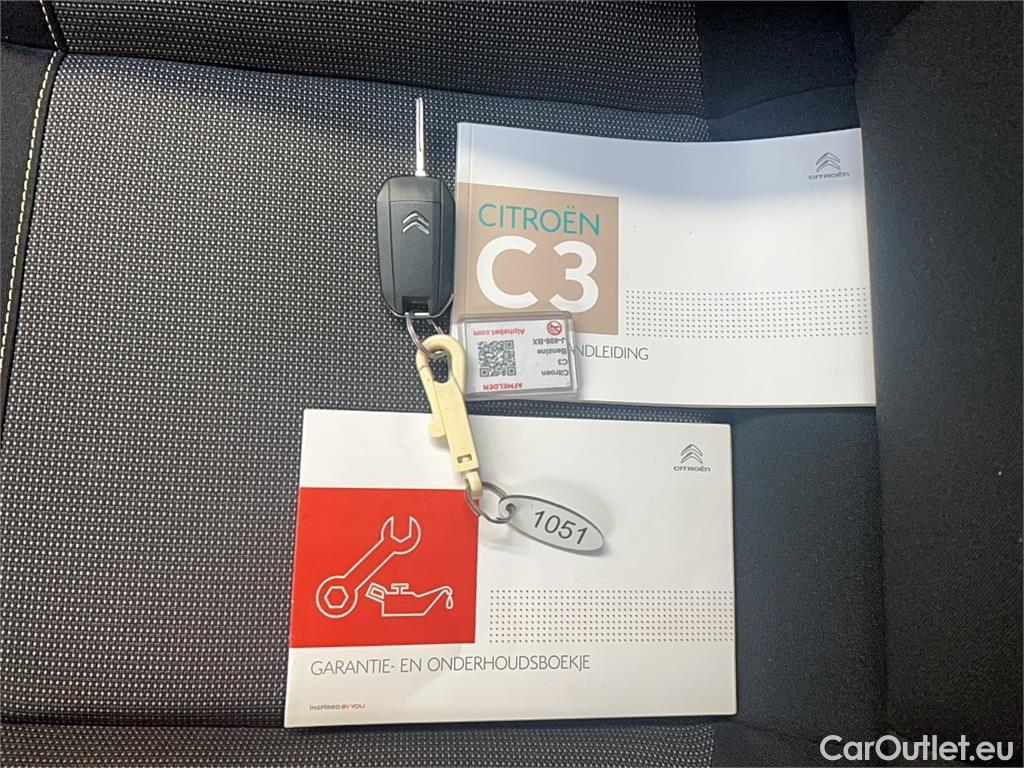 CITROËN
CITROËN
C3
NDLEIDING
Alphabet.com
J-498-BX
Benzine
C3
Citroen
AFMELDEN
CITROËN
1051
GARANTIE- EN ONDERHOUDSBOEKJE
INSPIRED BY YOU
CarOutlet.eu